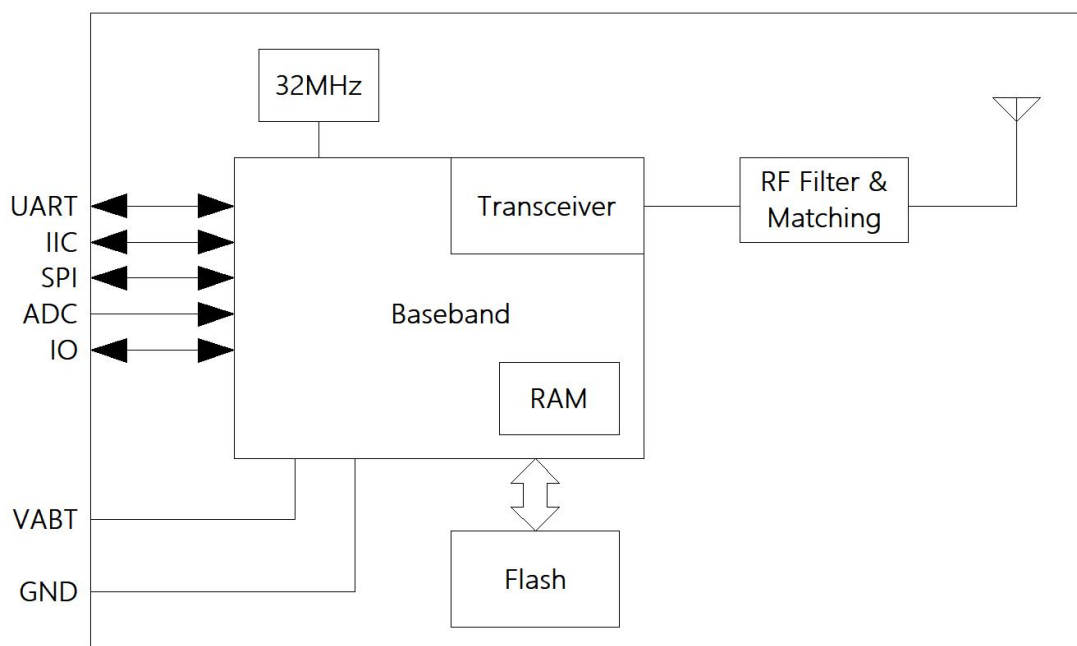 32MHz
Transceiver
RF Filter &
Matching
UART
IIC
SPI
ADC
IO
Baseband
RAM
VABT
GND
Flash